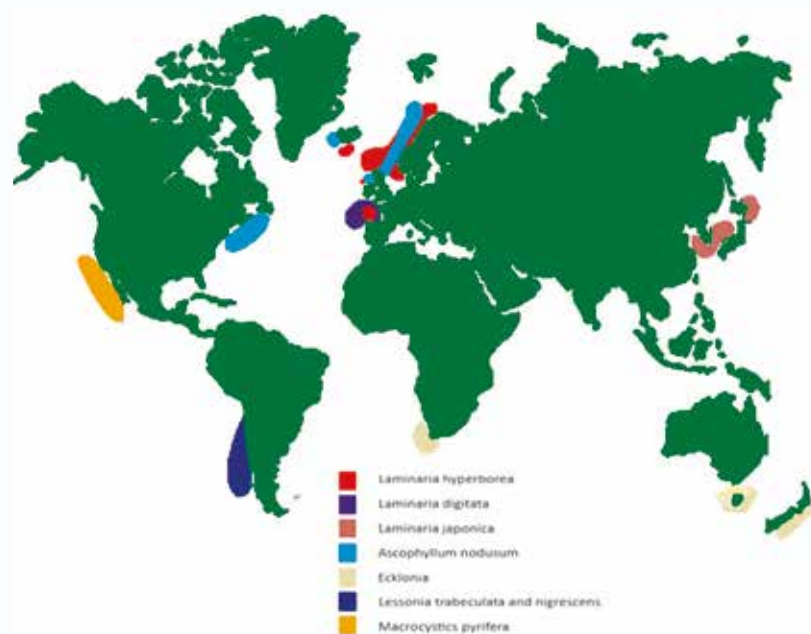 Laminaria hyperborea
Laminaria digitata
Laminaria japonica
Ascophyllum nodusum
Ecklonia
Lessonia trabeculata and nigrescens
Macrocystics pyrifera